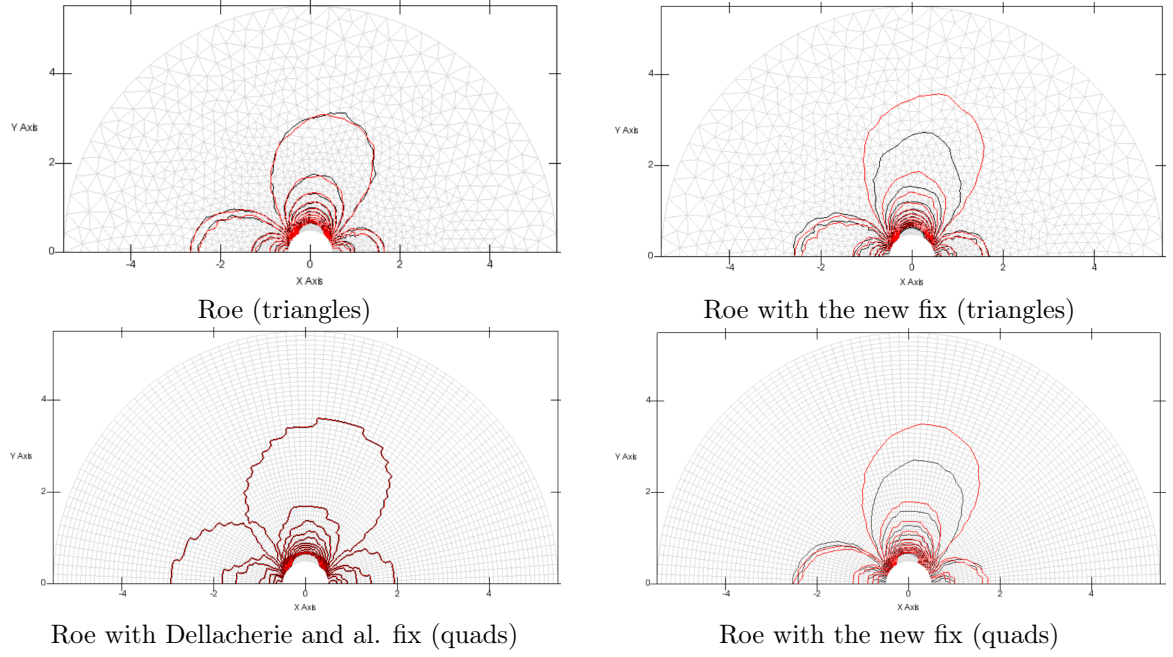 4
Y Axis
2
0
-4
-2
0
2
4
X Axis
Roe (triangles)
4
Y Axis
2
0
-4
-2
0
2
4
X Axis
Roe with the new fix (triangles)
4
Y Axis
2
0
-4
-2
0
2
4
X Axis
Roe with Dellacherie and al. fix (quads)
4
Y Axis
2
0
-4
-2
0
2
4
X Axis
Roe with the new fix (quads)